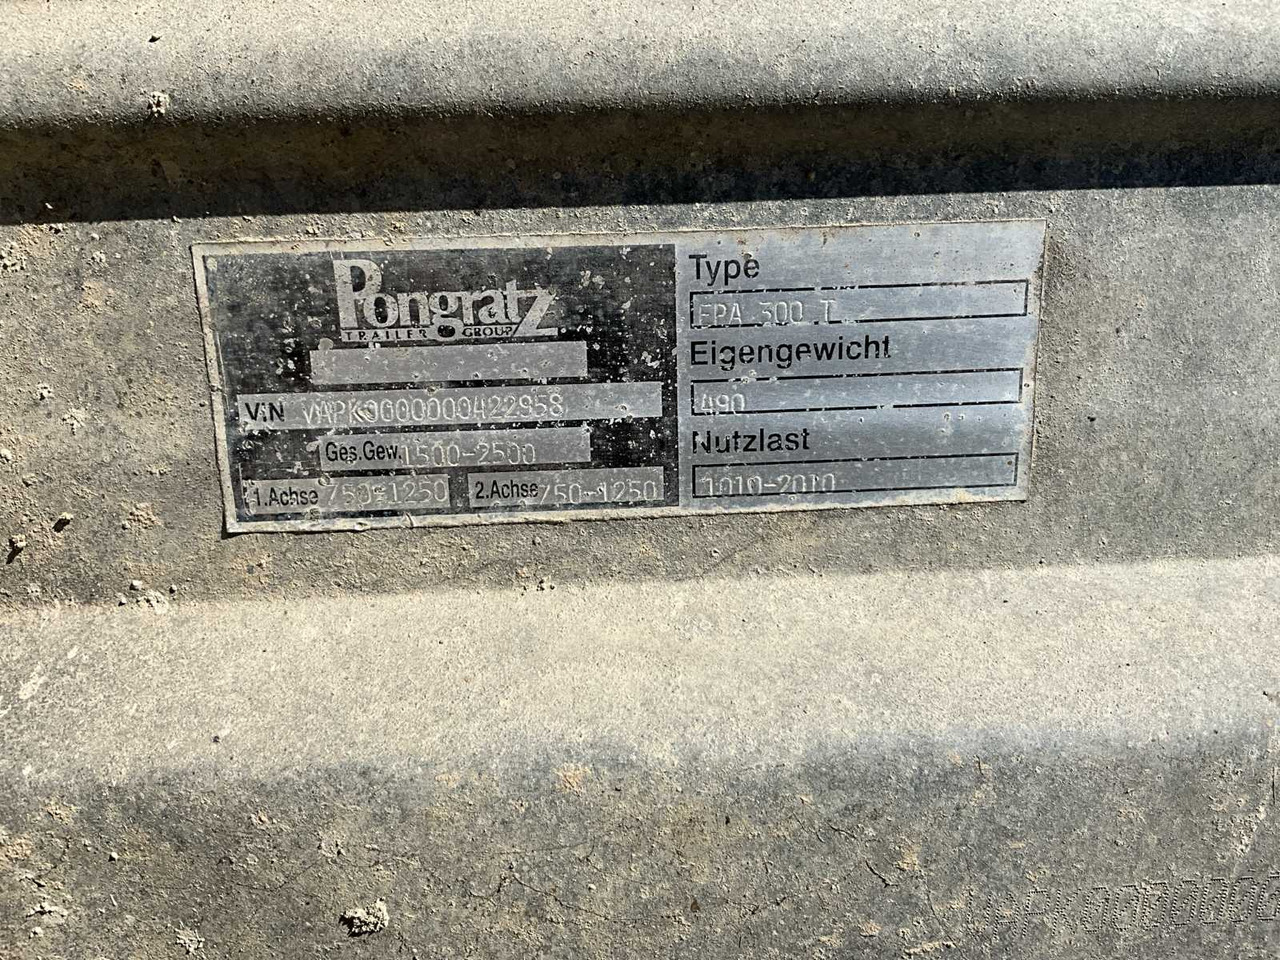 Pongratz
TRAILER GROUP
VIN VAPK0G00000422958
Ges.Gew. 1500-2500
1.Achse 750-1250
2.Achse 750-1250
Type
EPA 300 T
Eigengewicht
490
Nutzlast
1010-2010